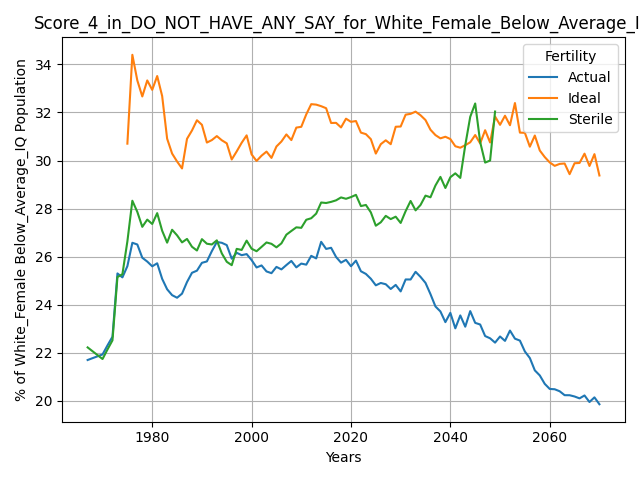 Score_4_in_DO_NOT_HAVE_ANY_SAY_for_White_Female_Below_Average_I
% of White_Female Below_Average_IQ Population
34
32
30
28
26
24
22
20
Fertility
Actual
Ideal
Sterile
1980
2000
2020
2040
2060
Years